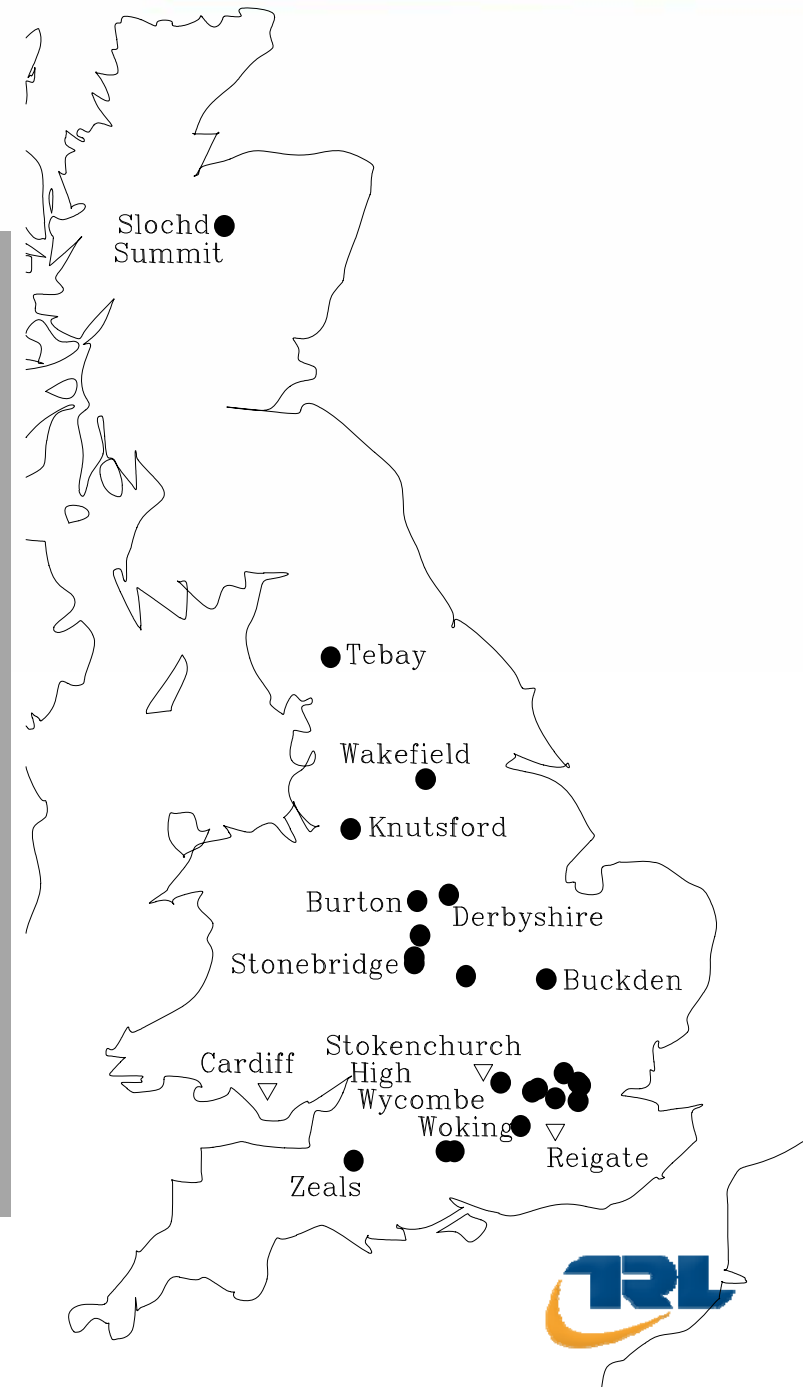 Slochd
Summit
Tebay
Wakefield
Knutsford
Burton
Derbyshire
Stonebridge
Buckden
Stokenchurch
Cardiff
High
Wycombe
Woking
Reigate
Zeals
TRL